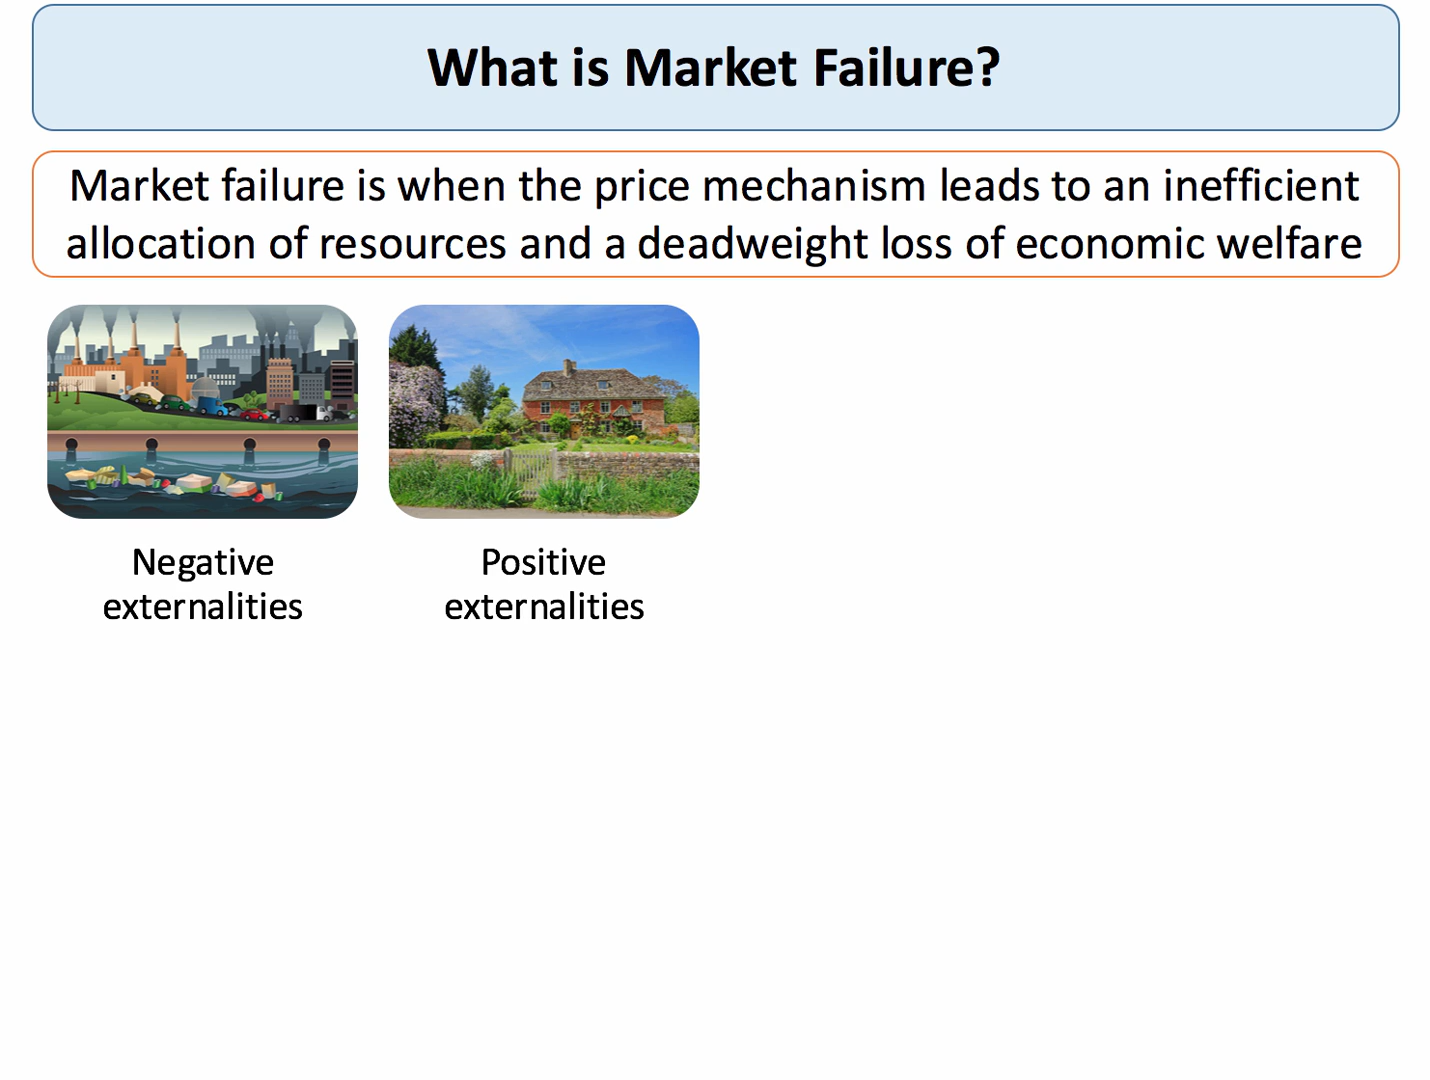 What is Market Failure?
Market failure is when the price mechanism leads to an inefficient
allocation of resources and a deadweight loss of economic welfare
Negative
externalities
Positive
externalities